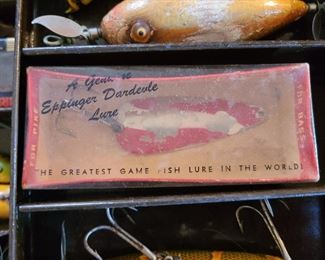 A Genuine
Eppinger Dardevle
Lure
FOR PIKE
FOR BASS
THE GREATEST GAME FISH LURE IN THE WORLD!